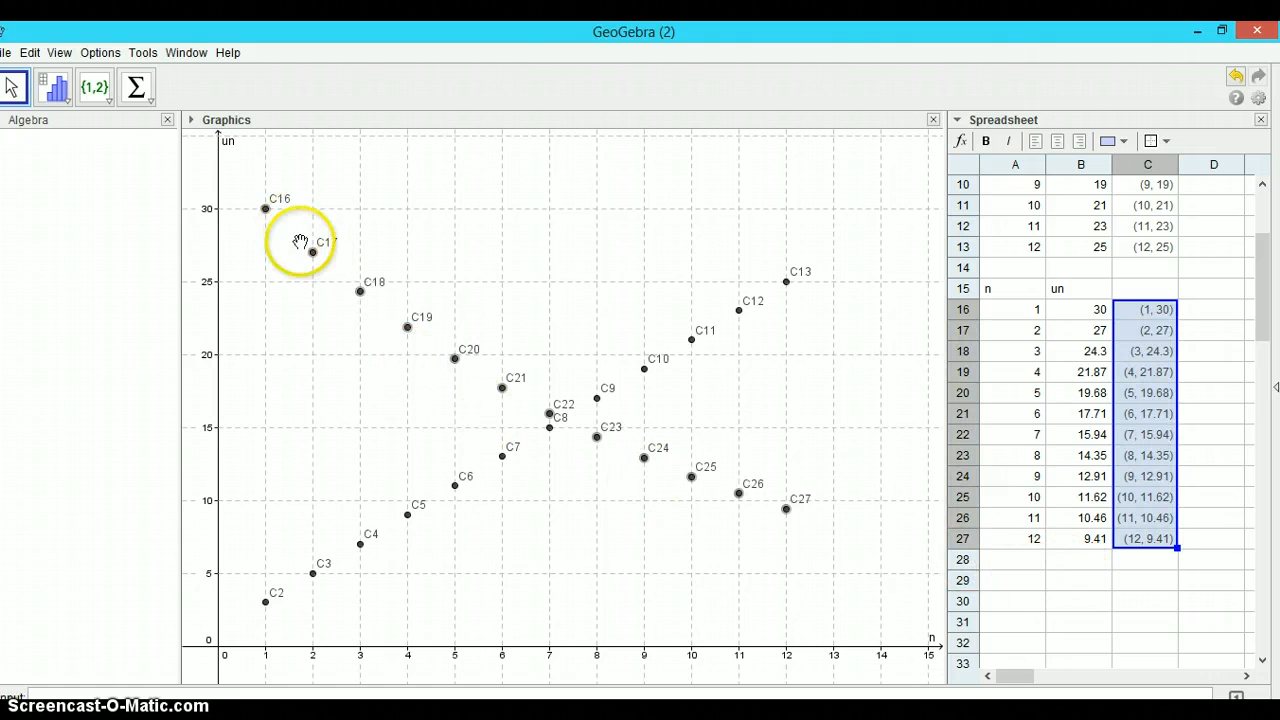 GeoGebra (2)
Edit View Options Tools Window Help
{1,2} Σ
Algebra
Graphics
Spreadsheet
fx B I
A B C D
10 9 19 (9, 19)
11 10 21 (10, 21)
12 11 23 (11, 23)
13 12 25 (12, 25)
14
15 n un
16 1 30 (1, 30)
17 2 27 (2, 27)
18 3 24.3 (3, 24.3)
19 4 21.87 (4, 21.87)
20 5 19.68 (5, 19.68)
21 6 17.71 (6, 17.71)
22 7 15.94 (7, 15.94)
23 8 14.35 (8, 14.35)
24 9 12.91 (9, 12.91)
25 10 11.62 (10, 11.62)
26 11 10.46 (11, 10.46)
27 12 9.41 (12, 9.41)
28
29
30
31
32
33
un
C16
30
C17
C18
25
C13
C12
C19
C11
20
C20
C10
C21
C9
C22
15
C8
C23
C7
C24
C6
C25
10
C26
C5
C27
C4
5
C3
C2
0
n
0 1 2 3 4 5 6 7 8 9 10 11 12 13 14 15
Screencast-O-Matic.com